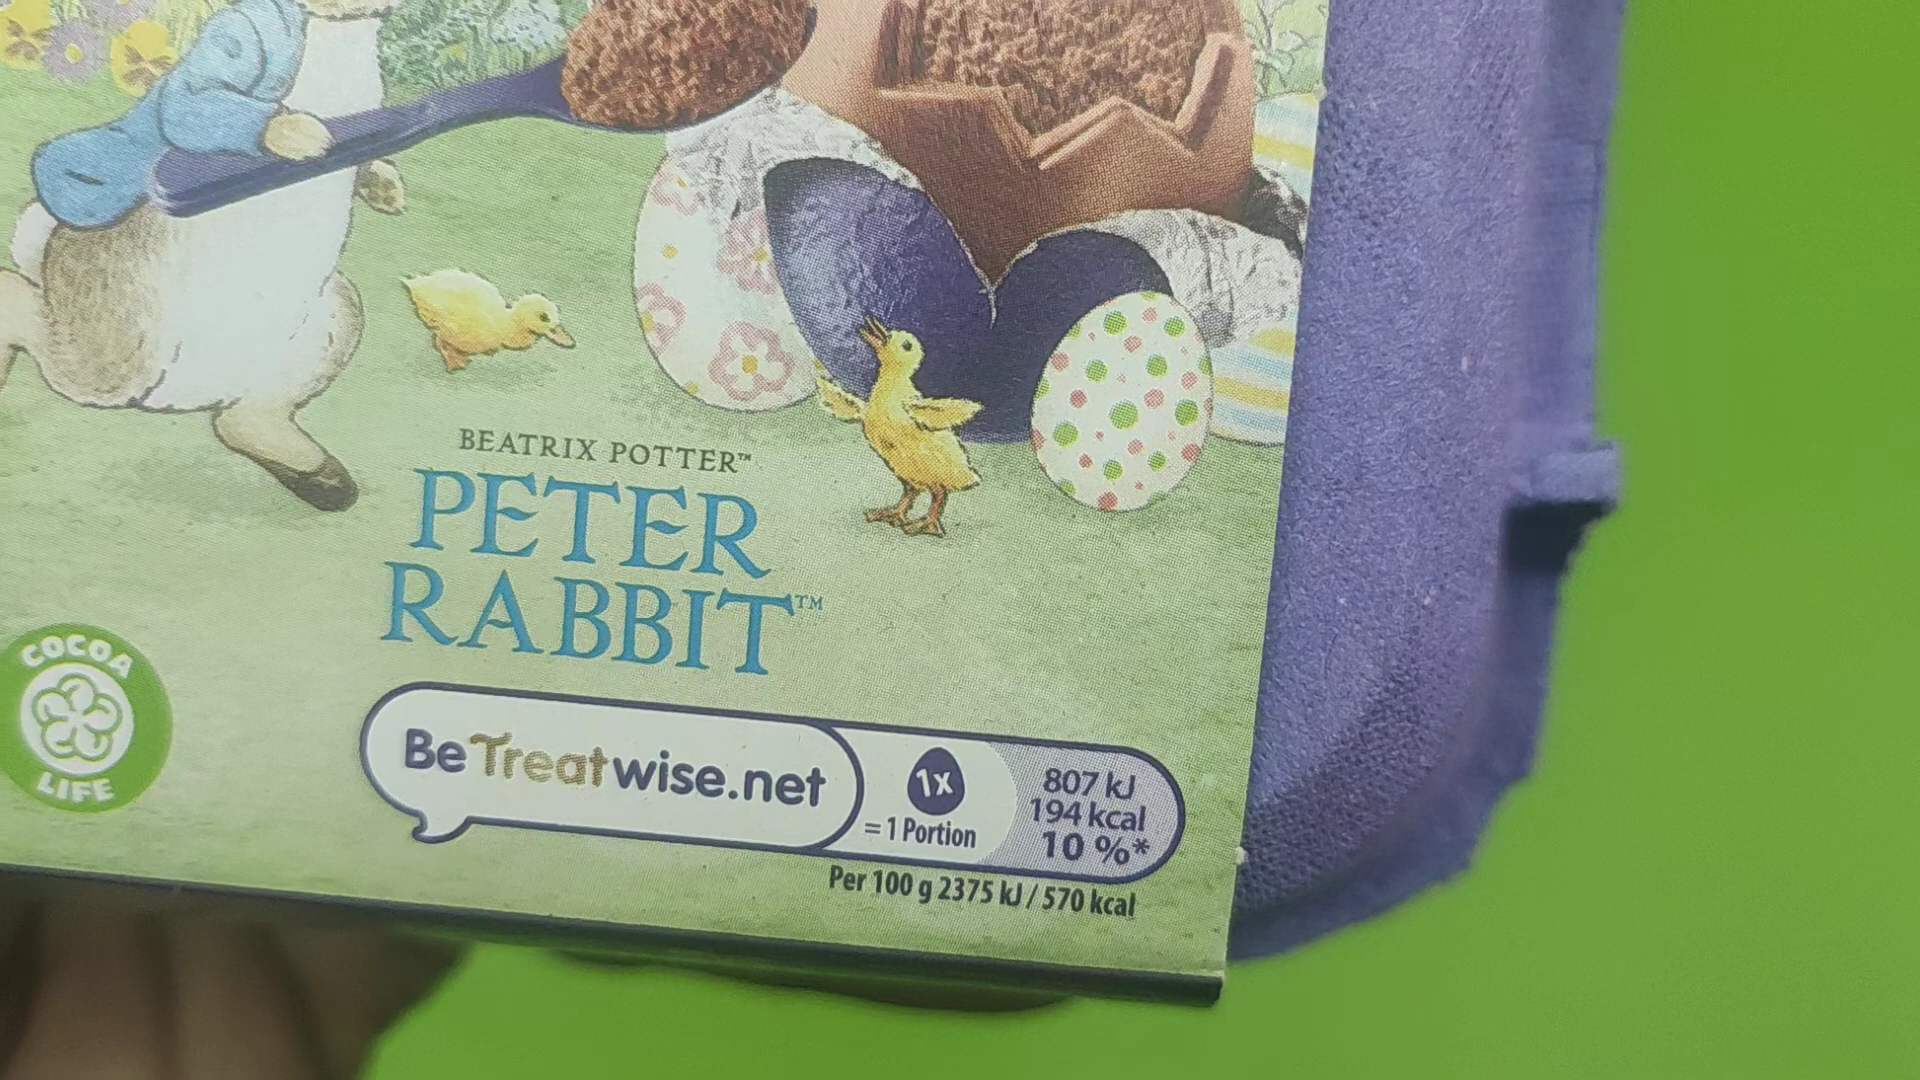 BEATRIX POTTER™
PETER
RABBIT™
COCOA
LIFE
BeTreatwise.net
1x
= 1 Portion
807 kJ
194 kcal
10 %*
Per 100 g 2375 kJ / 570 kcal